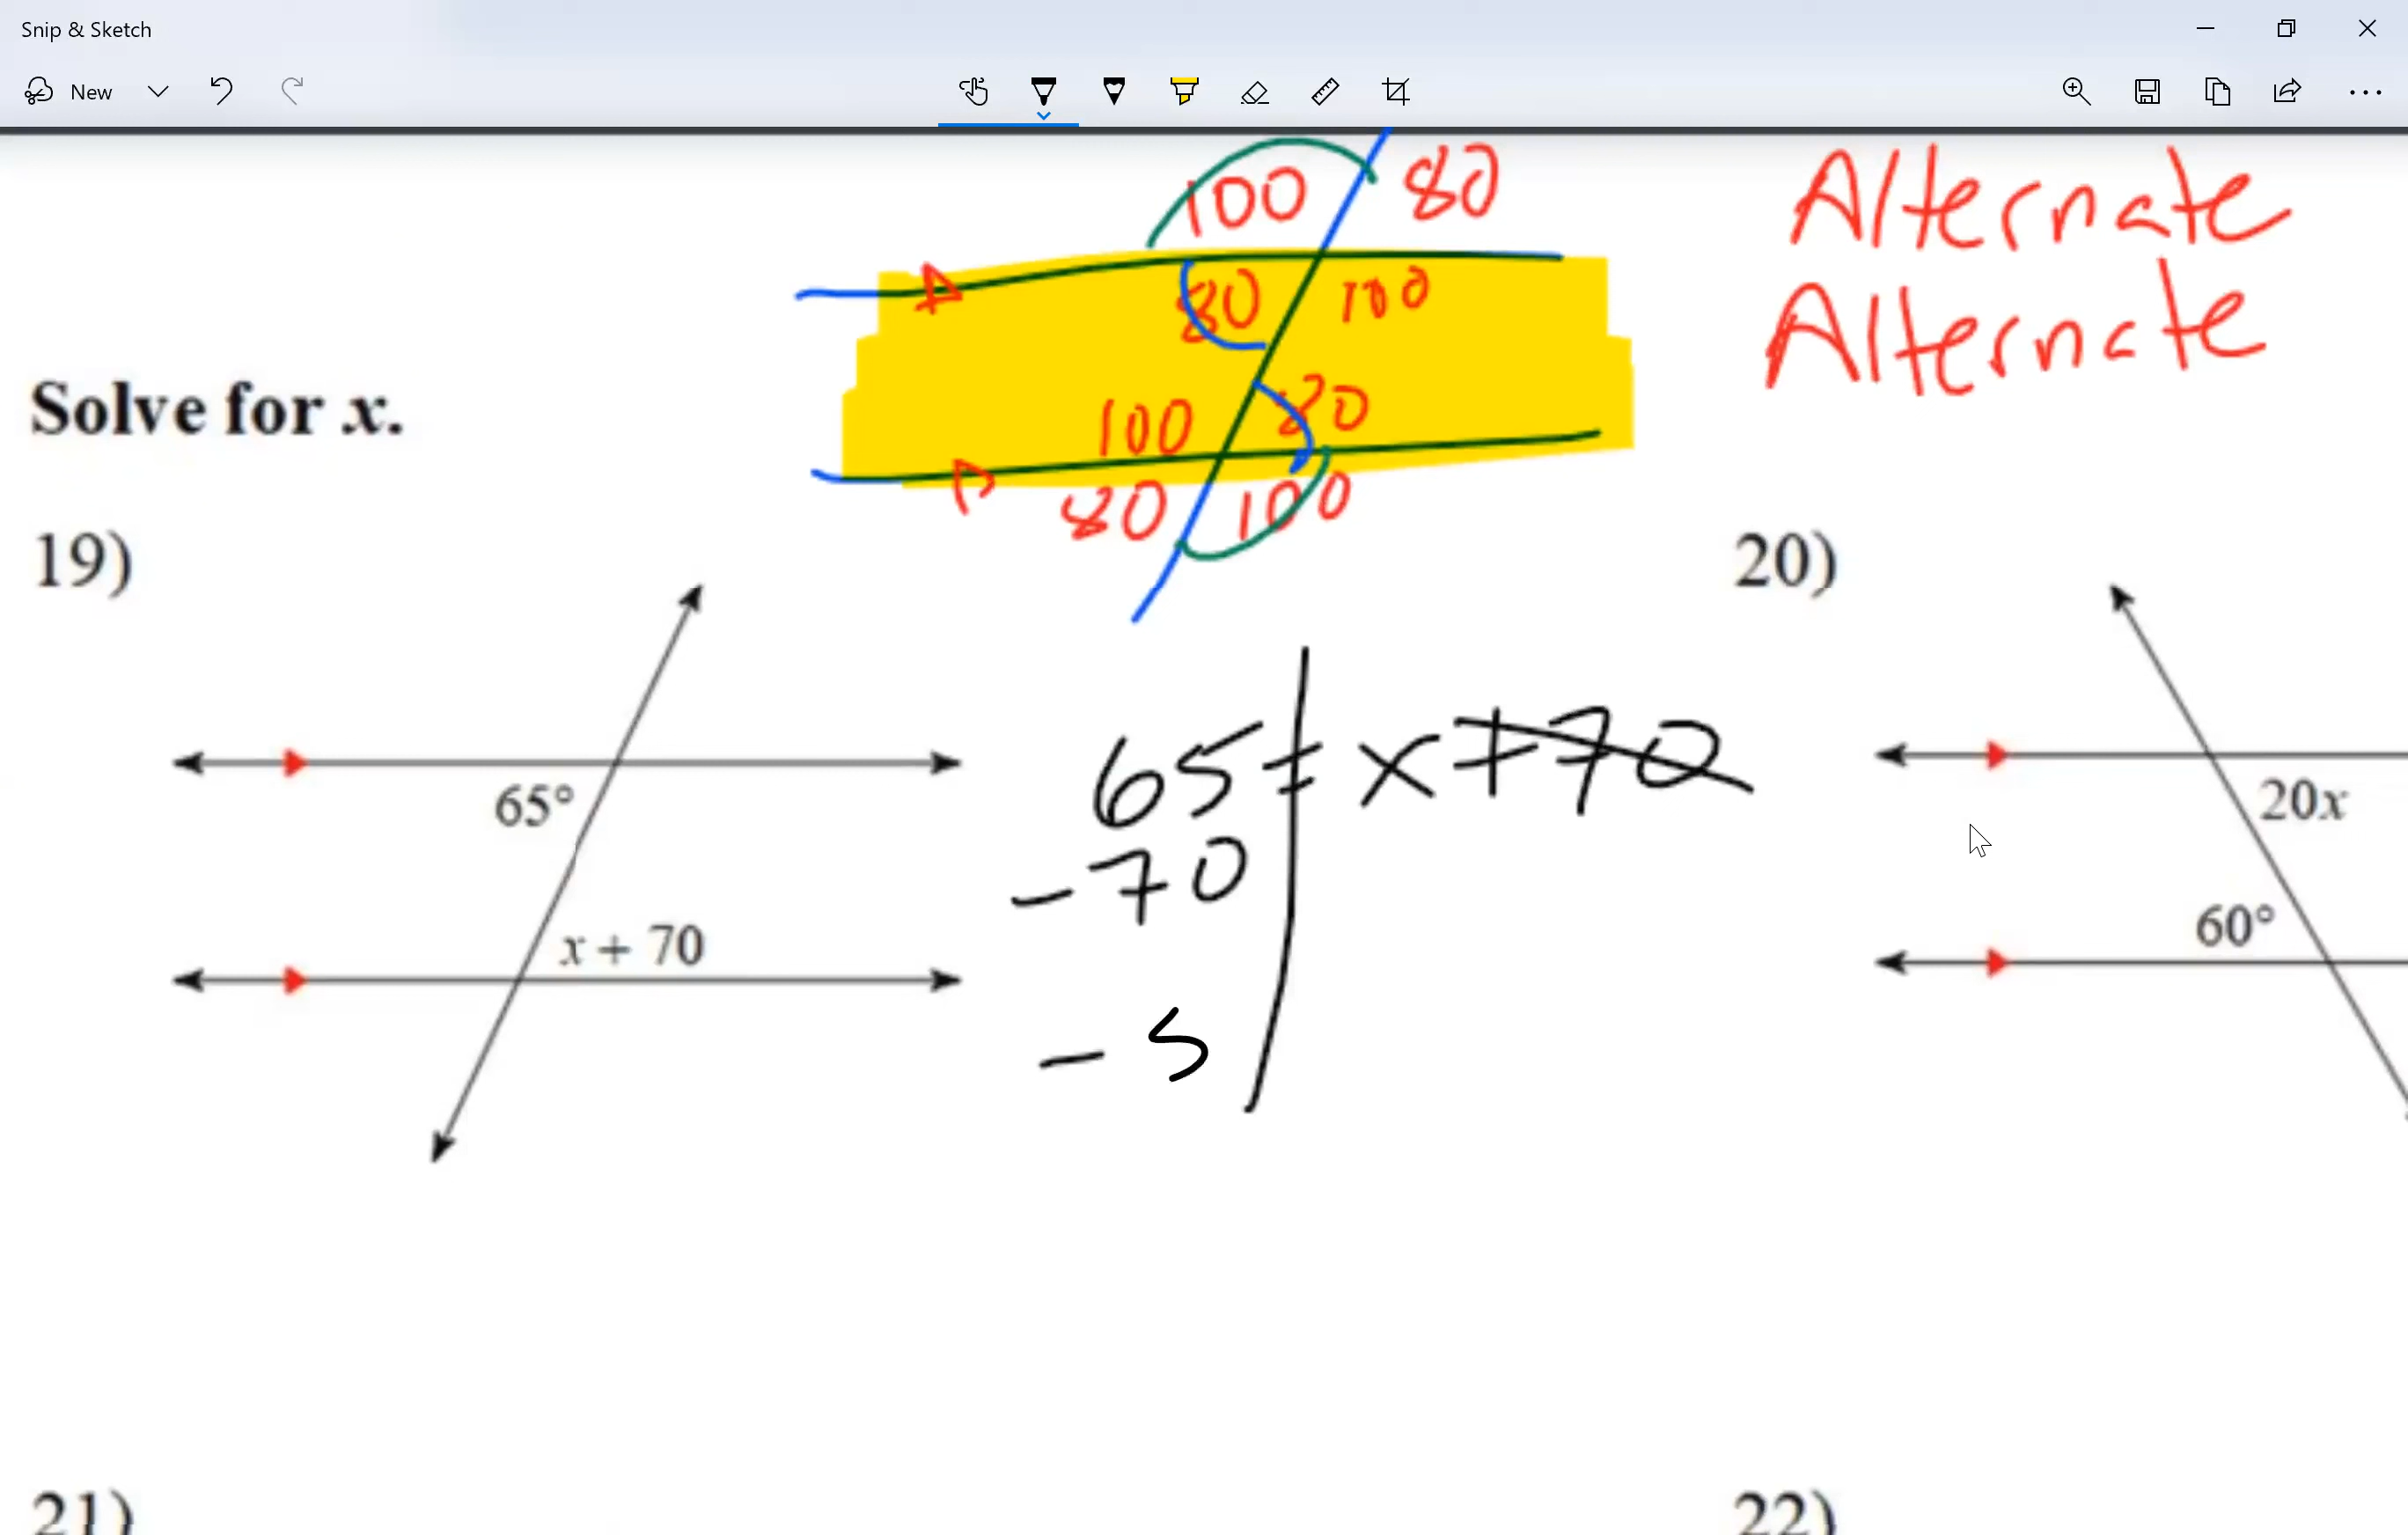 Snip & Sketch
New
100 80
Alternate
80 100
Alternate
100 80
Solve for x.
80 100
19)
20)
65 = x + 70
65°
20x
- 70
x + 70
60°
- 5
21)
22)